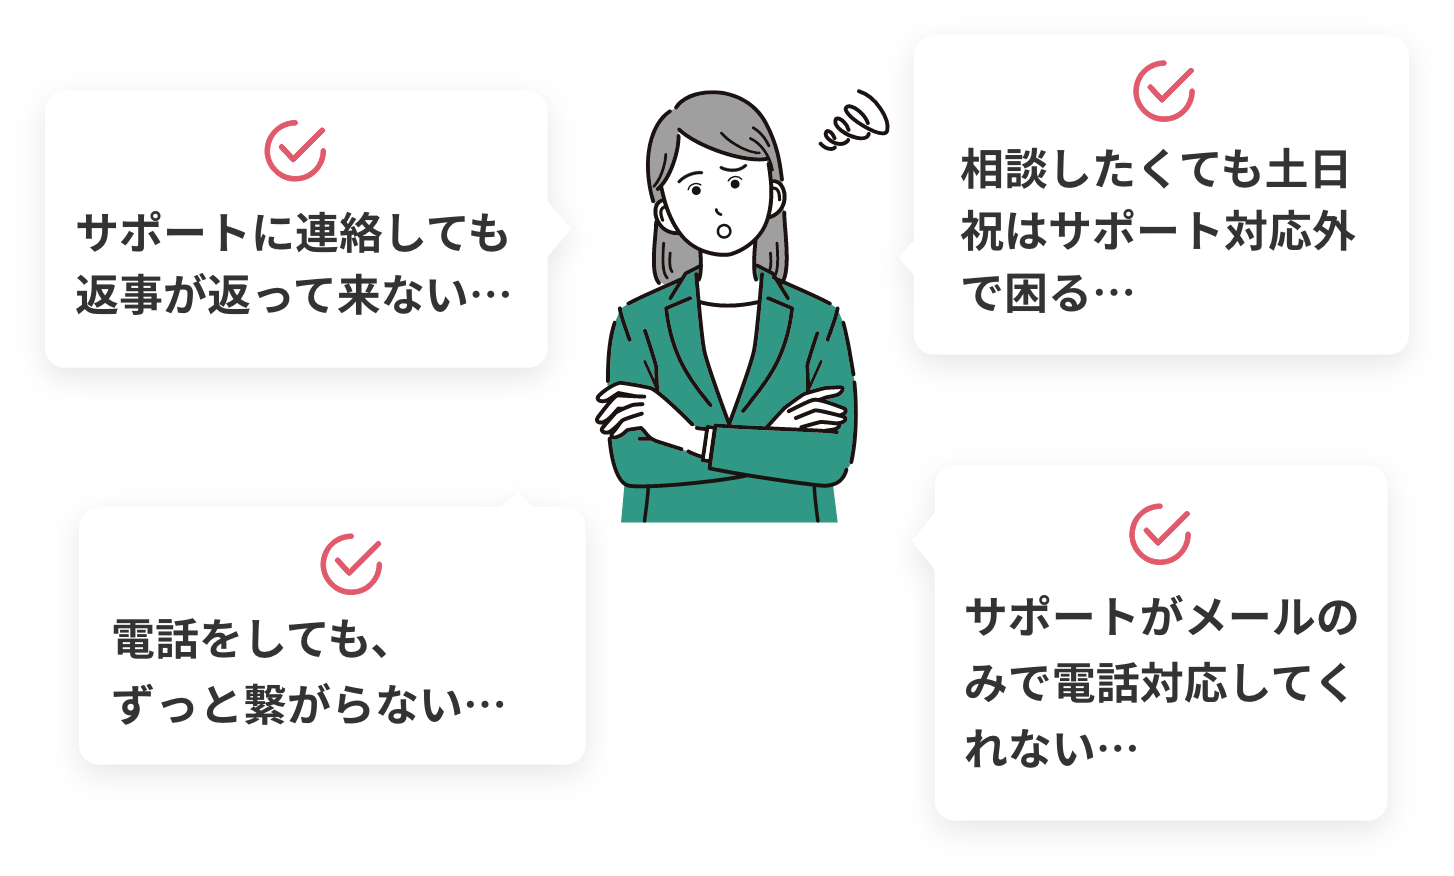 サポートに連絡しても
返事が返って来ない…
相談したくても土日
祝はサポート対応外
で困る…
電話をしても、
ずっと繋がらない…
サポートがメールの
みで電話対応してく
れない…